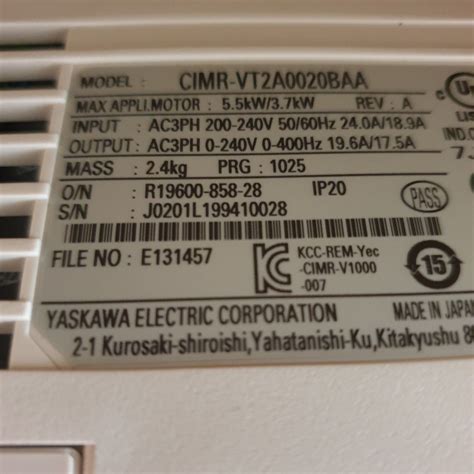 MODEL : CIMR-VT2A0020BAA
MAX APPLI.MOTOR : 5.5kW/3.7kW REV : A
INPUT : AC3PH 200-240V 50/60Hz 24.0A/18.9A
OUTPUT: AC3PH 0-240V 0-400Hz 19.6A/17.5A
MASS : 2.4kg PRG : 1025
O/N : R19600-858-28 IP20
S/N : J0201L199410028
PASS
FILE NO : E131457
KCC-REM-Yec
-CIMR-V1000
-007
15
YASKAWA ELECTRIC CORPORATION MADE IN JAPAN
2-1 Kurosaki-shiroishi,Yahatanishi-Ku,Kitakyushu